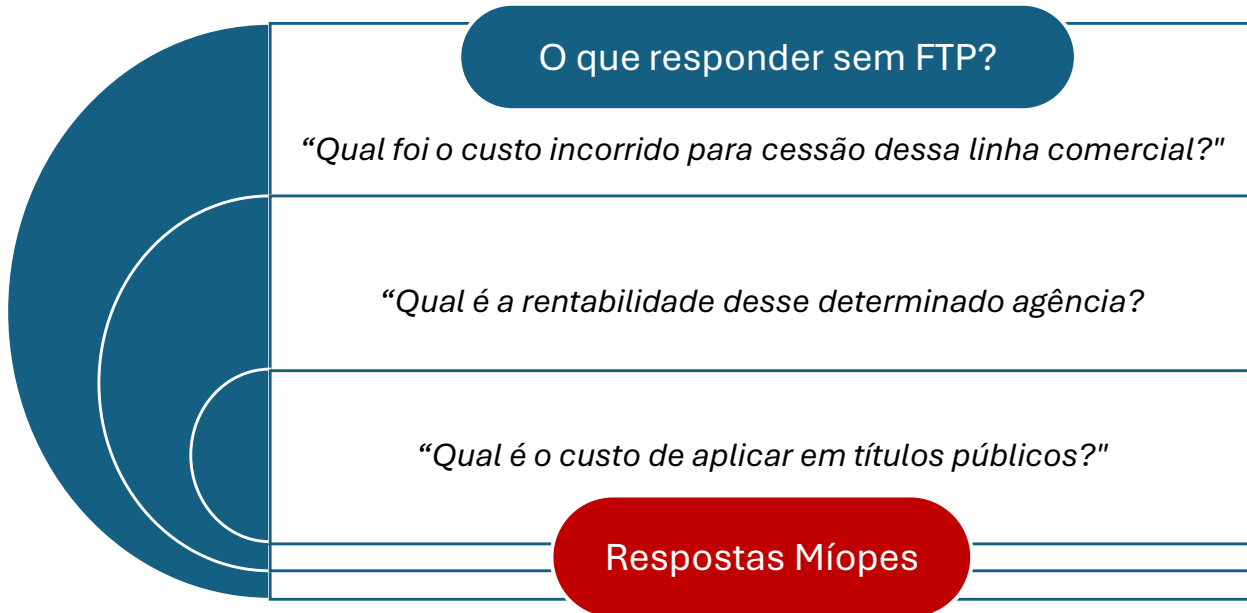 O que responder sem FTP?
“Qual foi o custo incorrido para cessão dessa linha comercial?"
“Qual é a rentabilidade desse determinado agência?
“Qual é o custo de aplicar em títulos públicos?"
Respostas Míopes